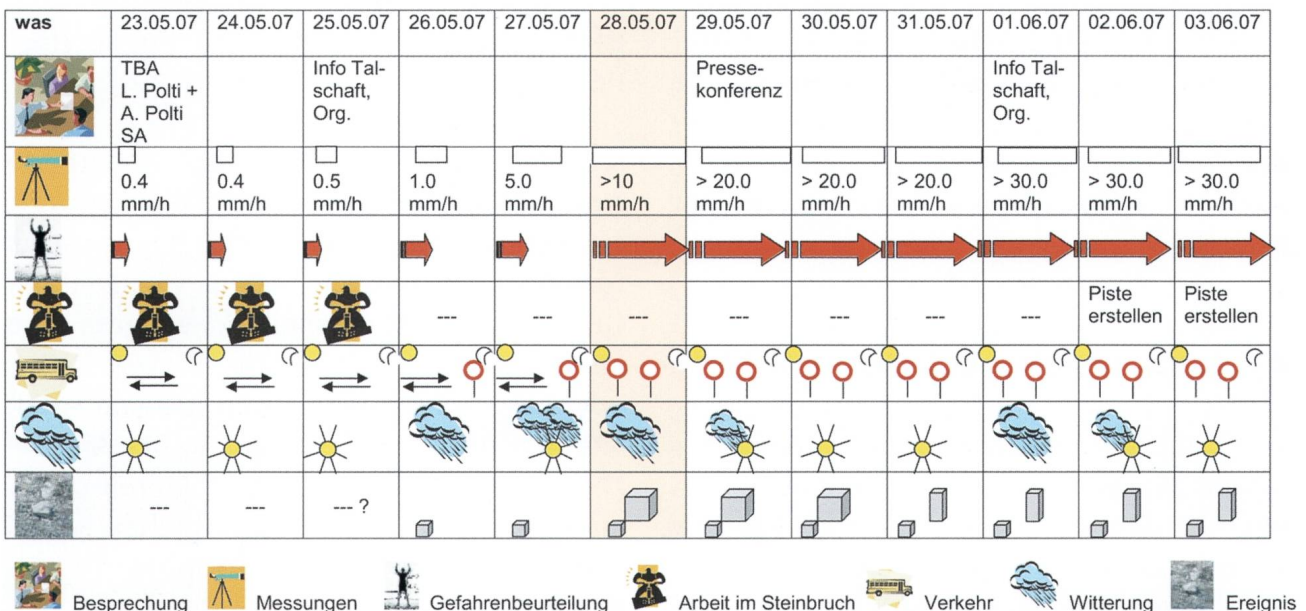 was 23.05.07 24.05.07 25.05.07 26.05.07 27.05.07 28.05.07 29.05.07 30.05.07 31.05.07 01.06.07 02.06.07 03.06.07
TBA
L. Polti +
A. Polti
SA
Info Tal-
schaft,
Org.
Presse-
konferenz
Info Tal-
schaft,
Org.
0.4 0.4 0.5 1.0 5.0 >10 > 20.0 > 20.0 > 20.0 > 30.0 > 30.0 > 30.0
mm/h mm/h mm/h mm/h mm/h mm/h mm/h mm/h mm/h mm/h mm/h mm/h
--- --- --- --- --- ---
Piste
erstellen
Piste
erstellen
--- --- --- ?
Besprechung Messungen Gefahrenbeurteilung Arbeit im Steinbruch Verkehr Witterung Ereignis